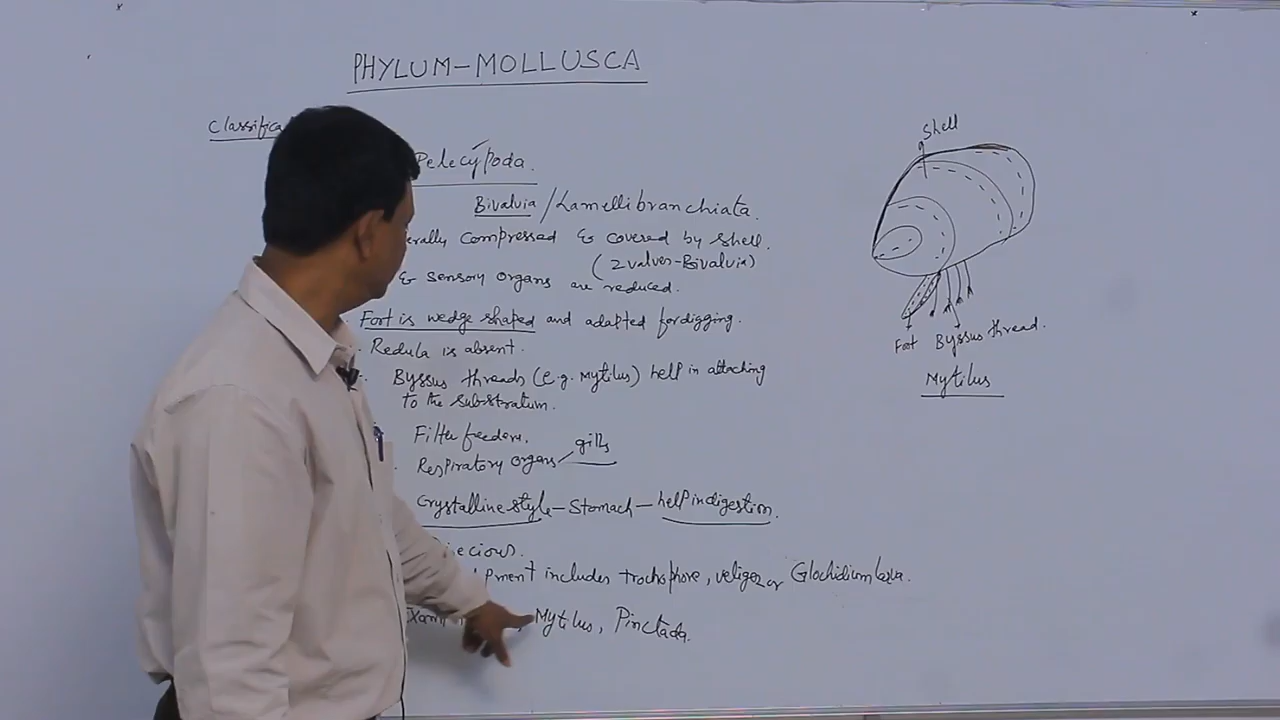 PHYLUM-MOLLUSCA
Classifica
Pelecypoda.
Bivalvia/Lamellibranchiata.
erally compressed & covered by shell.
(2 valves-Bivalvia)
& sensory organs are reduced.
Foot is wedge shaped and adapted for digging.
Redula is absent.
Byssus threads (e.g. Mytilus) help in attaching
to the substratum.
Filter feeders.
Respiratory organs gills
Crystalline style-Stomach-help in digestion.
ecious.
pment includes trochophore, veliger or Glochidium larva.
Exam Mytilus, Pinctada.
Shell
Foot Byssus thread.
Mytilus